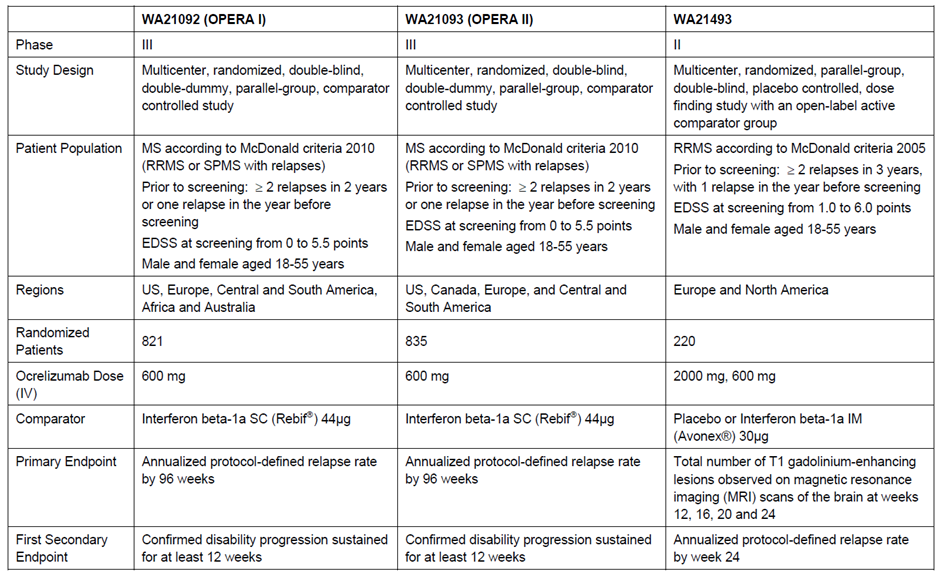 WA21092 (OPERA I) WA21093 (OPERA II) WA21493
Phase III III II
Study Design
Multicenter, randomized, double-blind,
double-dummy, parallel-group, comparator
controlled study
Multicenter, randomized, double-blind,
double-dummy, parallel-group, comparator
controlled study
Multicenter, randomized, parallel-group,
double-blind, placebo controlled, dose
finding study with an open-label active
comparator group
Patient Population
MS according to McDonald criteria 2010
(RRMS or SPMS with relapses)
Prior to screening: ≥ 2 relapses in 2 years
or one relapse in the year before
screening
EDSS at screening from 0 to 5.5 points
Male and female aged 18-55 years
MS according to McDonald criteria 2010
(RRMS or SPMS with relapses)
Prior to screening: ≥ 2 relapses in 2 years
or one relapse in the year before screening
EDSS at screening from 0 to 5.5 points
Male and female aged 18-55 years
RRMS according to McDonald criteria 2005
Prior to screening: ≥ 2 relapses in 3 years,
with 1 relapse in the year before screening
EDSS at screening from 1.0 to 6.0 points
Male and female aged 18-55 years
Regions
US, Europe, Central and South America,
Africa and Australia
US, Canada, Europe, and Central and
South America
Europe and North America
Randomized
Patients
821
835
220
Ocrelizumab Dose
(IV)
600 mg
600 mg
2000 mg, 600 mg
Comparator
Interferon beta-1a SC (Rebif®) 44µg
Interferon beta-1a SC (Rebif®) 44µg
Placebo or Interferon beta-1a IM
(Avonex®) 30µg
Primary Endpoint
Annualized protocol-defined relapse rate
by 96 weeks
Annualized protocol-defined relapse rate
by 96 weeks
Total number of T1 gadolinium-enhancing
lesions observed on magnetic resonance
imaging (MRI) scans of the brain at weeks
12, 16, 20 and 24
First Secondary
Endpoint
Confirmed disability progression sustained
for at least 12 weeks
Confirmed disability progression sustained
for at least 12 weeks
Annualized protocol-defined relapse rate
by week 24